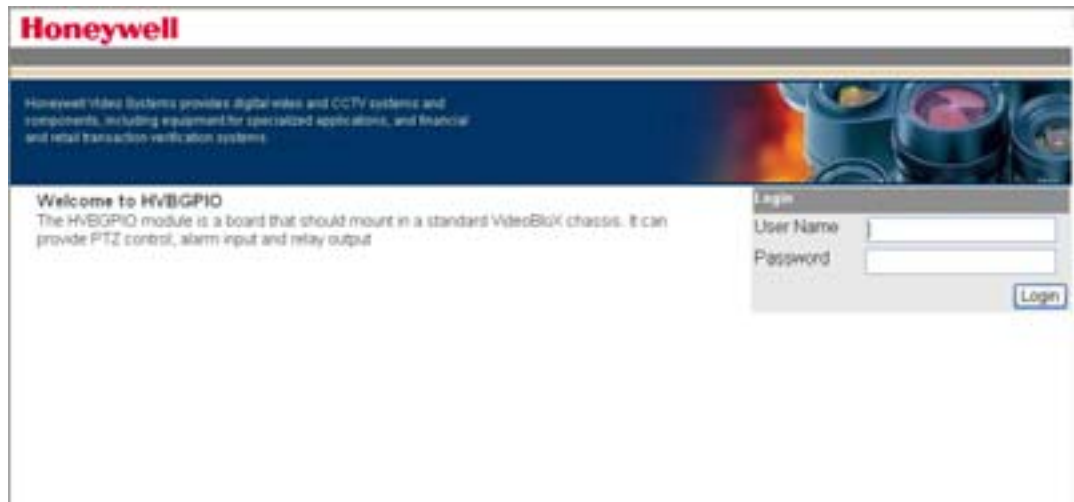 Honeywell
Honeywell Video Systems provides digital video and CCTV systems and
components, including equipment for specialized applications, and financial
and retail transaction verification systems
Welcome to HVBGPIO
The HVBGPIO module is a board that should mount in a standard VideoBloX chassis. It can
provide PTZ control, alarm input and relay output
Login
User Name
Password
Login